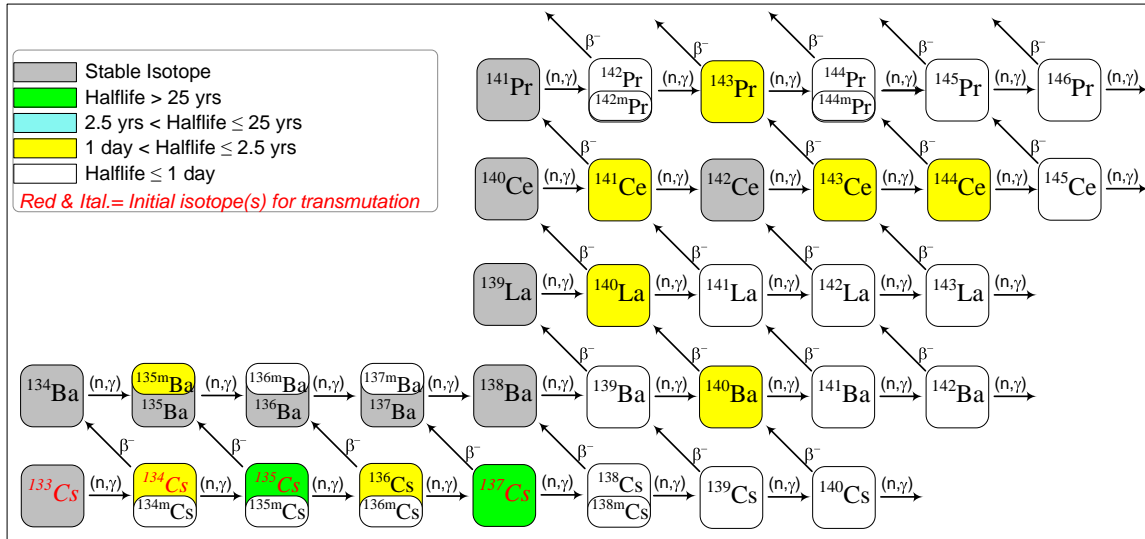 Stable Isotope
Halflife > 25 yrs
2.5 yrs < Halflife ≤ 25 yrs
1 day < Halflife ≤ 2.5 yrs
Halflife ≤ 1 day
Red & Ital.= Initial isotope(s) for transmutation
β⁻ β⁻ β⁻ β⁻ β⁻
¹⁴¹Pr (n,γ) ¹⁴²Pr (n,γ) ¹⁴³Pr (n,γ) ¹⁴⁴Pr (n,γ) ¹⁴⁵Pr (n,γ) ¹⁴⁶Pr (n,γ)
¹⁴²ᵐPr ¹⁴⁴ᵐPr
β⁻ β⁻ β⁻ β⁻ β⁻
¹⁴⁰Ce (n,γ) ¹⁴¹Ce (n,γ) ¹⁴²Ce (n,γ) ¹⁴³Ce (n,γ) ¹⁴⁴Ce (n,γ) ¹⁴⁵Ce (n,γ)
β⁻ β⁻ β⁻ β⁻
¹³⁹La (n,γ) ¹⁴⁰La (n,γ) ¹⁴¹La (n,γ) ¹⁴²La (n,γ) ¹⁴³La (n,γ)
β⁻ β⁻ β⁻ β⁻
¹³⁵ᵐBa ¹³⁶ᵐBa ¹³⁷ᵐBa
¹³⁴Ba (n,γ) ¹³⁵Ba (n,γ) ¹³⁶Ba (n,γ) ¹³⁷Ba (n,γ) ¹³⁸Ba (n,γ) ¹³⁹Ba (n,γ) ¹⁴⁰Ba (n,γ) ¹⁴¹Ba (n,γ) ¹⁴²Ba (n,γ)
β⁻ β⁻ β⁻ β⁻ β⁻ β⁻ β⁻
¹³³Cs (n,γ) ¹³⁴Cs (n,γ) ¹³⁵Cs (n,γ) ¹³⁶Cs (n,γ) ¹³⁷Cs (n,γ) ¹³⁸Cs (n,γ) ¹³⁹Cs (n,γ) ¹⁴⁰Cs (n,γ)
¹³⁴ᵐCs ¹³⁵ᵐCs ¹³⁶ᵐCs ¹³⁸ᵐCs